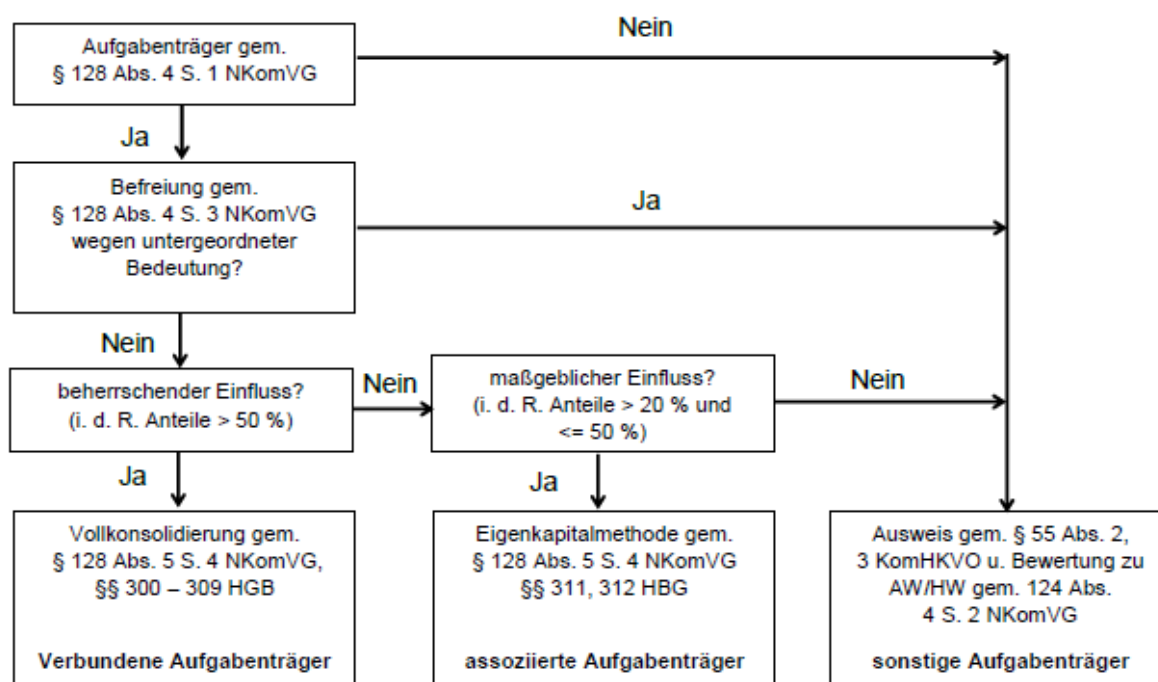 Aufgabenträger gem.
§ 128 Abs. 4 S. 1 NKomVG
Nein
Ja
Befreiung gem.
§ 128 Abs. 4 S. 3 NKomVG
wegen untergeordneter
Bedeutung?
Ja
Nein
beherrschender Einfluss?
(i. d. R. Anteile > 50 %)
Nein
maßgeblicher Einfluss?
(i. d. R. Anteile > 20 % und
<= 50 %)
Nein
Ja
Ja
Vollkonsolidierung gem.
§ 128 Abs. 5 S. 4 NKomVG,
§§ 300 – 309 HGB
Verbundene Aufgabenträger
Eigenkapitalmethode gem.
§ 128 Abs. 5 S. 4 NKomVG
§§ 311, 312 HBG
assoziierte Aufgabenträger
Ausweis gem. § 55 Abs. 2,
3 KomHKVO u. Bewertung zu
AW/HW gem. 124 Abs.
4 S. 2 NKomVG
sonstige Aufgabenträger